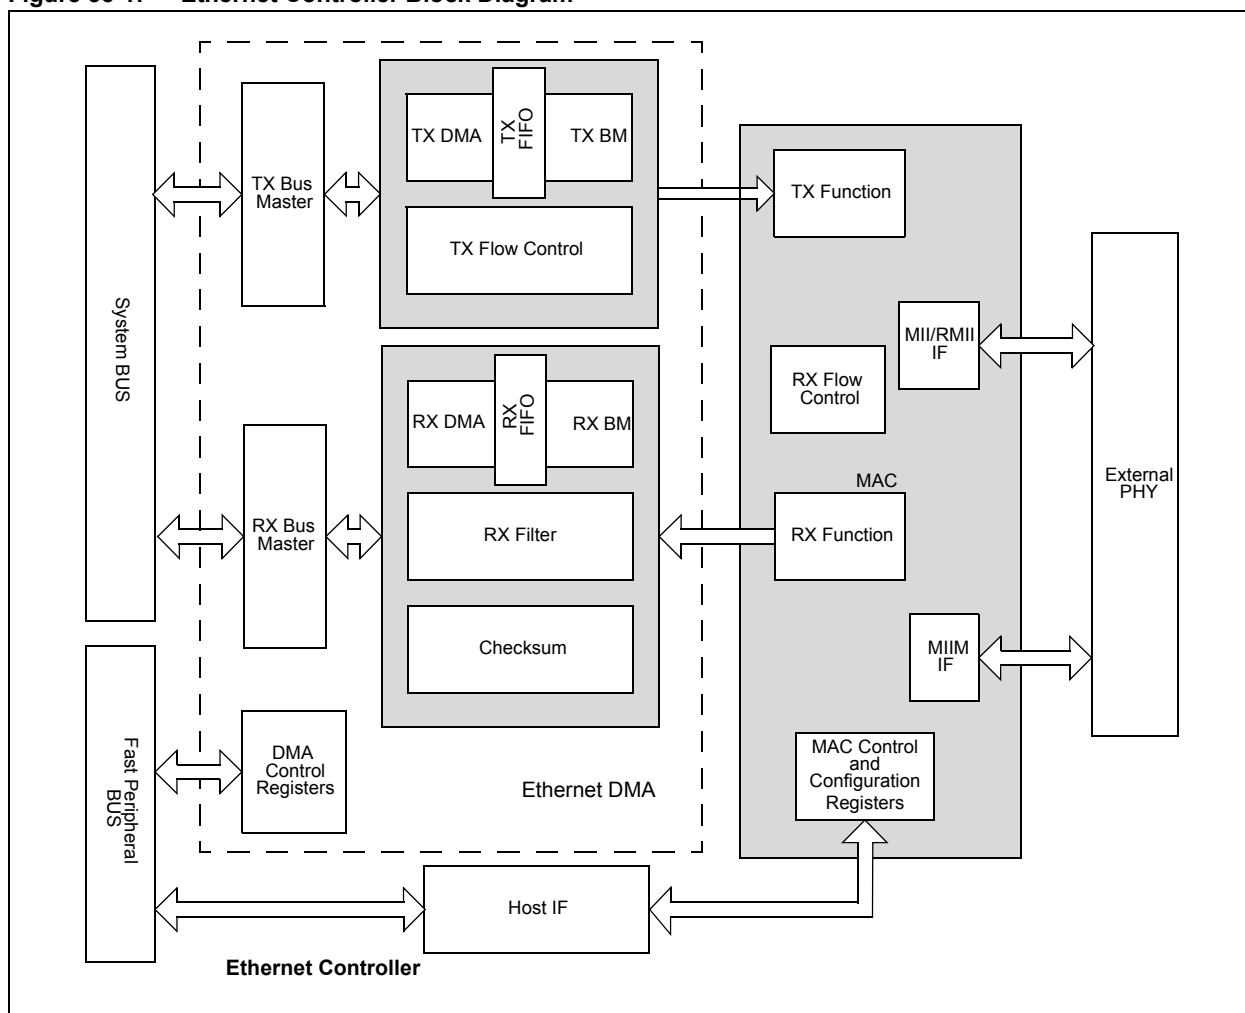 Ethernet Controller Block Diagram
TX DMA
TX
FIFO
TX BM
TX Bus
Master
TX Flow Control
TX Function
System BUS
MII/RMII
IF
RX Flow
Control
RX DMA
RX
FIFO
RX BM
MAC
RX Bus
Master
RX Filter
RX Function
External
PHY
Checksum
MIIM
IF
Fast Peripheral
BUS
DMA
Control
Registers
Ethernet DMA
MAC Control
and
Configuration
Registers
Host IF
Ethernet Controller